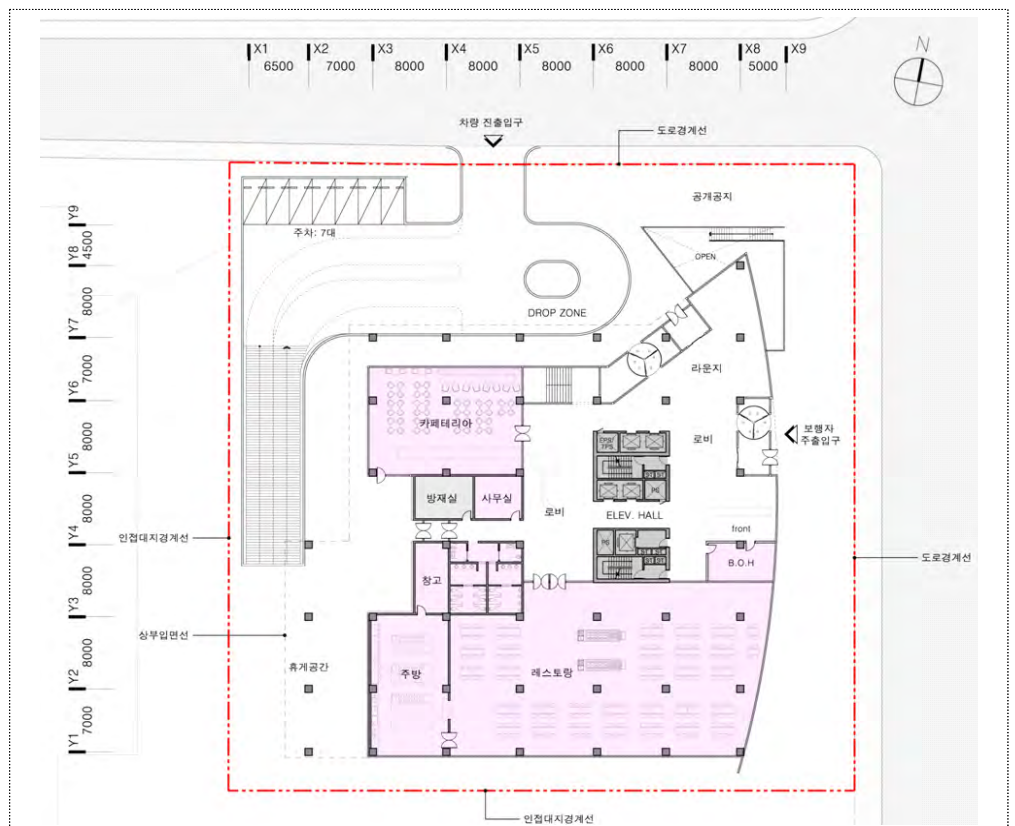 N
X1 X2 X3 X4 X5 X6 X7 X8 X9
6500 7000 8000 8000 8000 8000 8000 5000
차량 진출입구
도로경계선
공개공지
Y9
4500
Y8
8000
Y7
7000
Y6
8000
Y5
8000
Y4
8000
Y3
8000
Y2
7000
Y1
주차: 7대
OPEN
DROP ZONE
라운지
카페테리아
로비
보행자
주출입구
EPS/
TPS
방재실
사무실
PS
로비
ELEV. HALL
front
인접대지경계선
PS
B.O.H
도로경계선
창고
상부입면선
휴게공간
주방
레스토랑
인접대지경계선